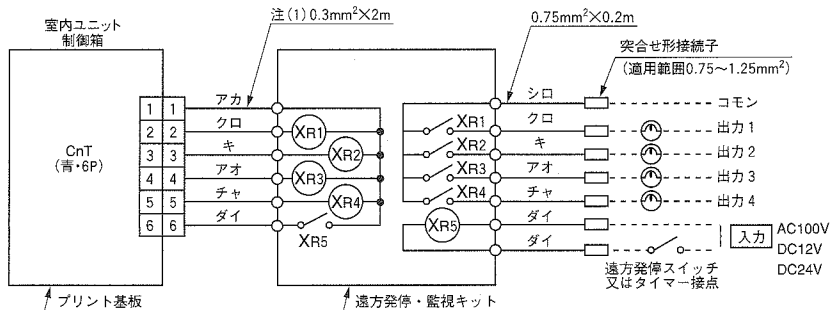 室内ユニット
制御箱
注(1) 0.3mm²×2m
0.75mm²×0.2m
突合せ形接続子
(適用範囲0.75～1.25mm²)
CnT
(青・6P)
1 1 アカ
2 2 クロ XR1
3 3 キ XR2
4 4 アオ XR3
5 5 チャ XR4
6 6 ダイ XR5
シロ コモン
XR1 クロ 出力1
XR2 キ 出力2
XR3 アオ 出力3
XR4 チャ 出力4
XR5 ダイ
ダイ
入力
AC100V
DC12V
DC24V
遠方発停スイッチ
又はタイマー接点
プリント基板
遠方発停・監視キット